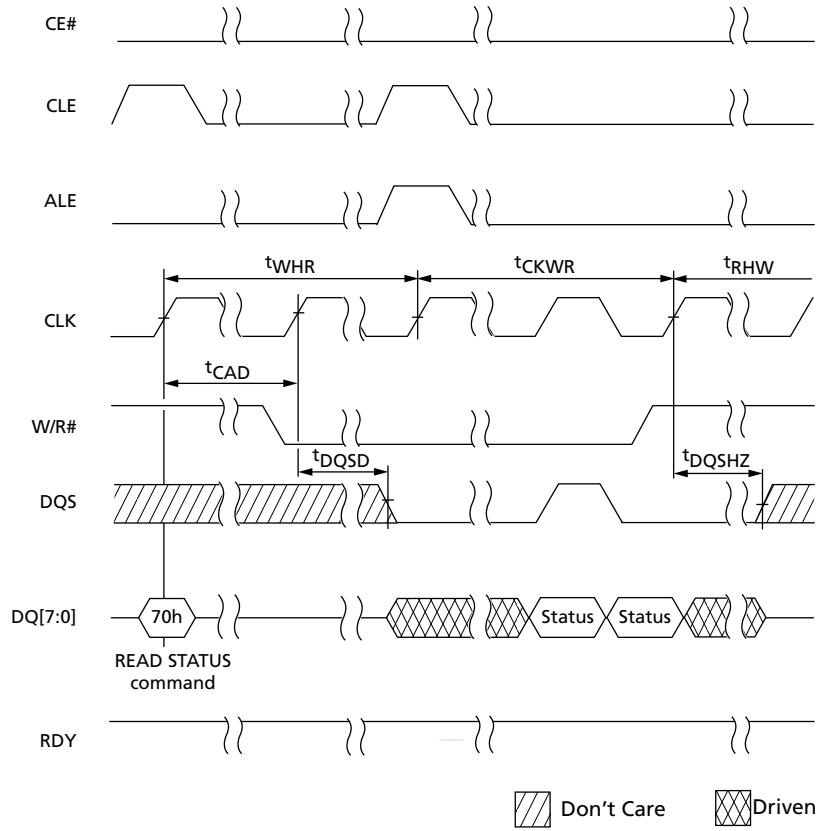 CE#
CLE
ALE
tWHR tCKWR tRHW
CLK
tCAD
W/R#
tDQSD tDQSHZ
DQS
DQ[7:0] 70h Status Status
READ STATUS
command
RDY
Don't Care Driven